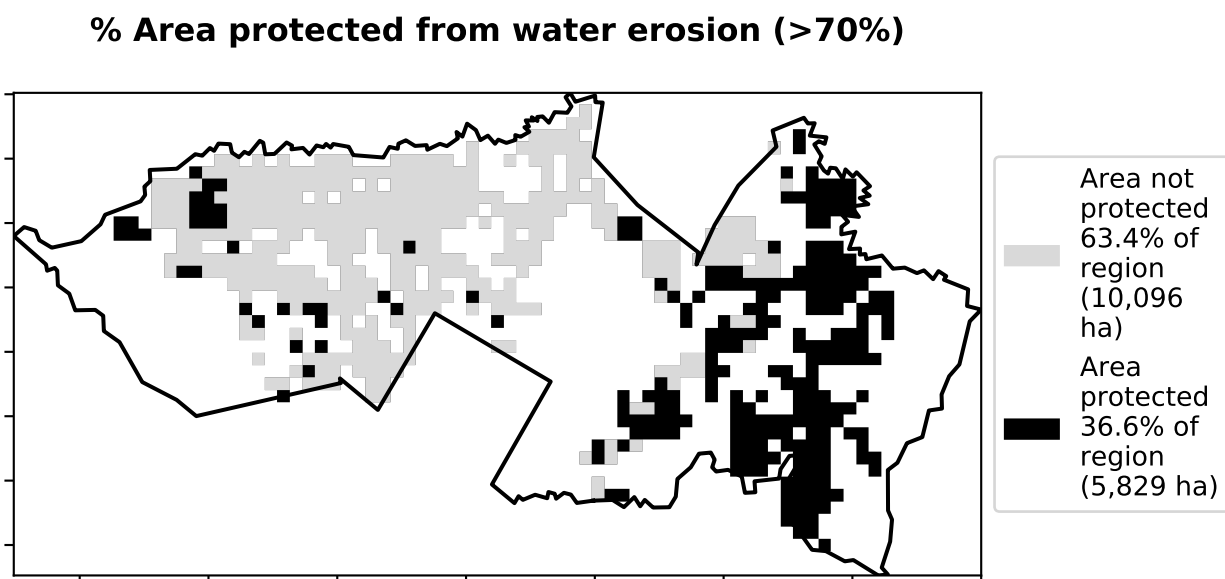 % Area protected from water erosion (>70%)
Area not
protected
63.4% of
region
(10,096
ha)
Area
protected
36.6% of
region
(5,829 ha)